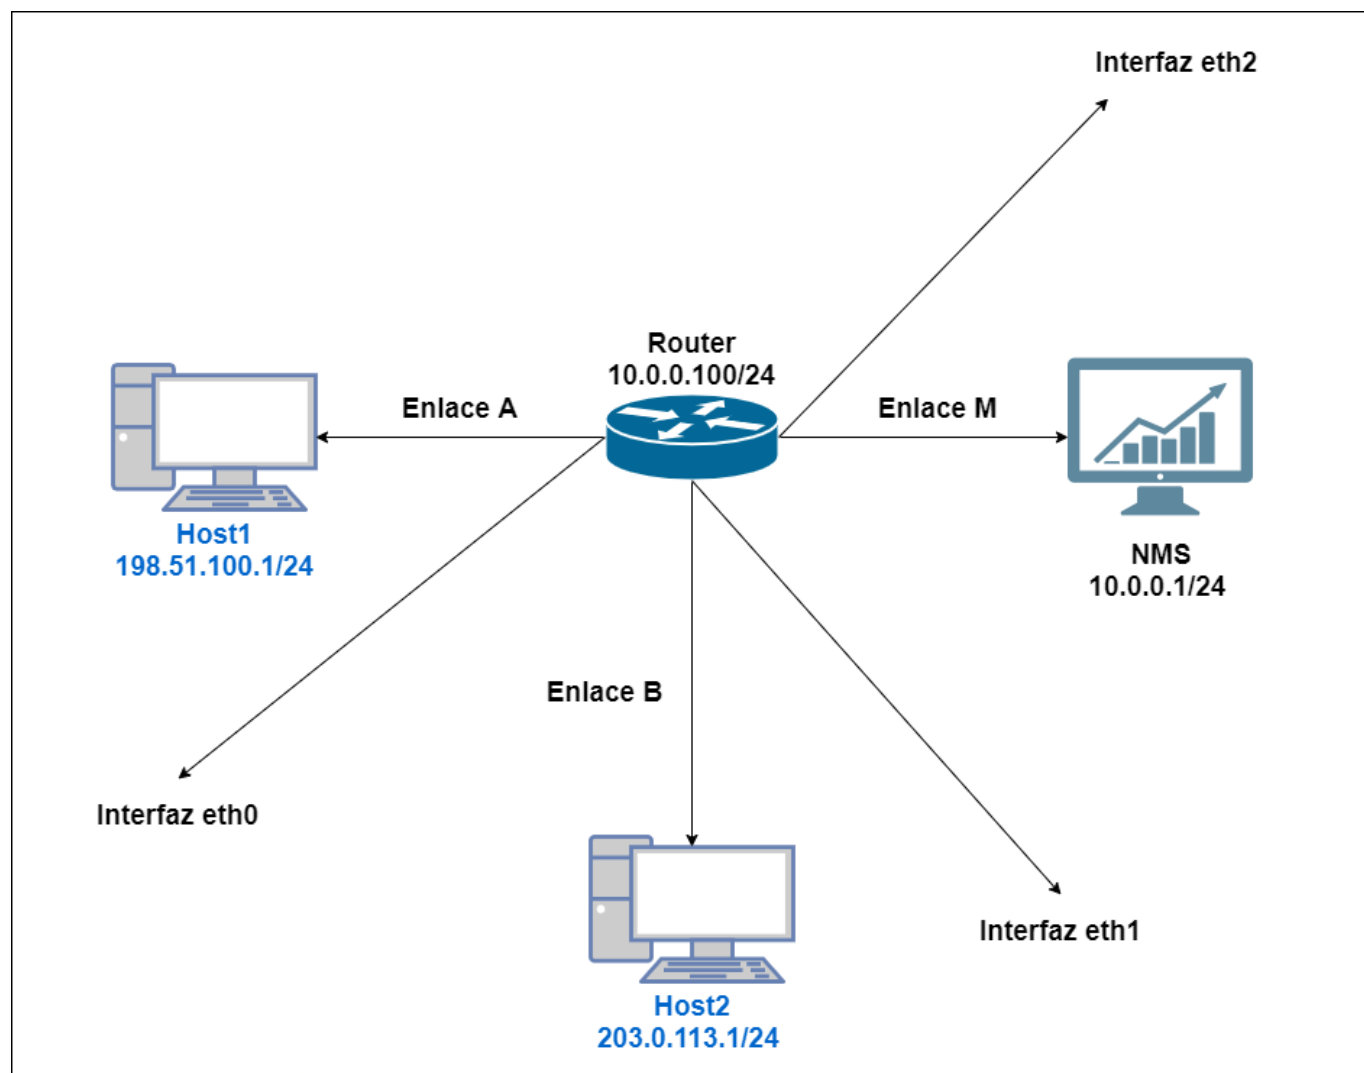 Interfaz eth2
Router
10.0.0.100/24
Enlace A
Enlace M
Host1
198.51.100.1/24
NMS
10.0.0.1/24
Enlace B
Interfaz eth0
Interfaz eth1
Host2
203.0.113.1/24